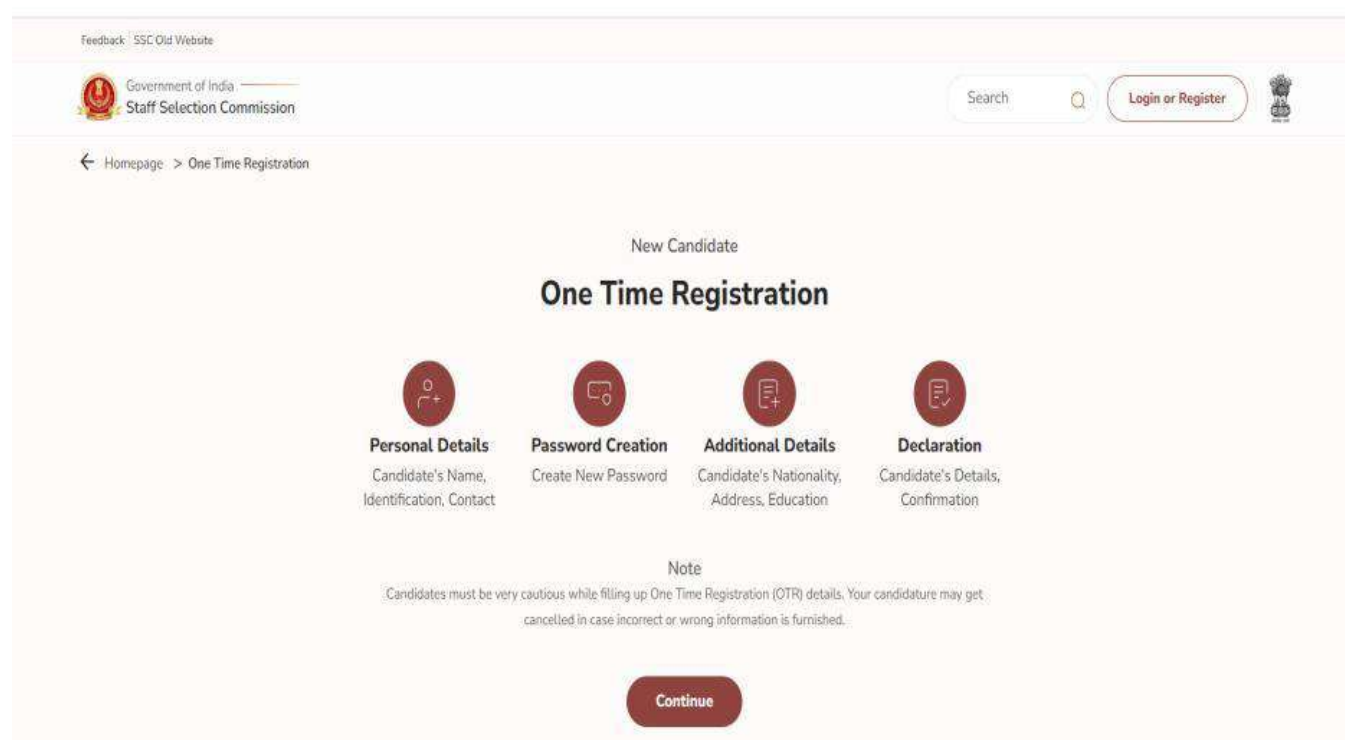 Feedback SSC Old Website
Government of India
Staff Selection Commission
Search
Login or Register
Homepage > One Time Registration
New Candidate
One Time Registration
Personal Details
Candidate's Name,
Identification, Contact
Password Creation
Create New Password
Additional Details
Candidate's Nationality,
Address, Education
Declaration
Candidate's Details,
Confirmation
Note
Candidates must be very cautious while filling up One Time Registration (OTR) details. Your candidature may get
cancelled in case incorrect or wrong information is furnished.
Continue